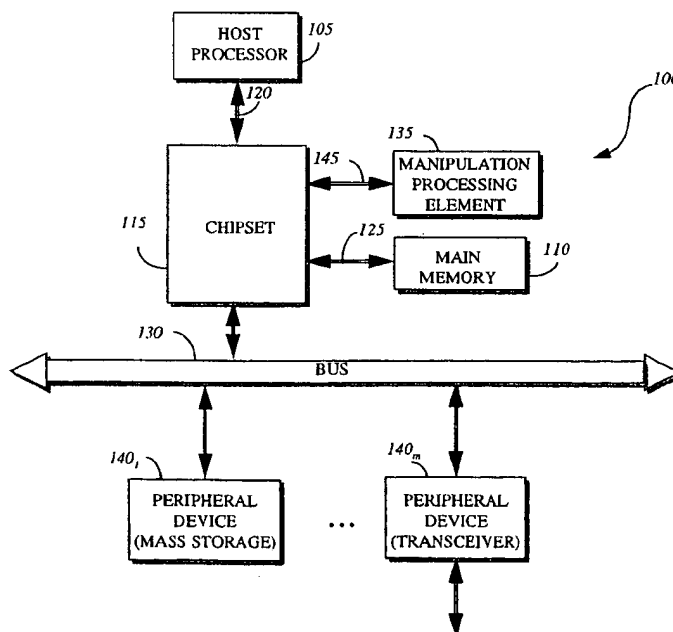 HOST
PROCESSOR
105
120
100
135
145
MANIPULATION
PROCESSING
ELEMENT
115
CHIPSET
125
MAIN
MEMORY
110
130
BUS
140₁
140ₘ
PERIPHERAL
DEVICE
(MASS STORAGE)
...
PERIPHERAL
DEVICE
(TRANSCEIVER)